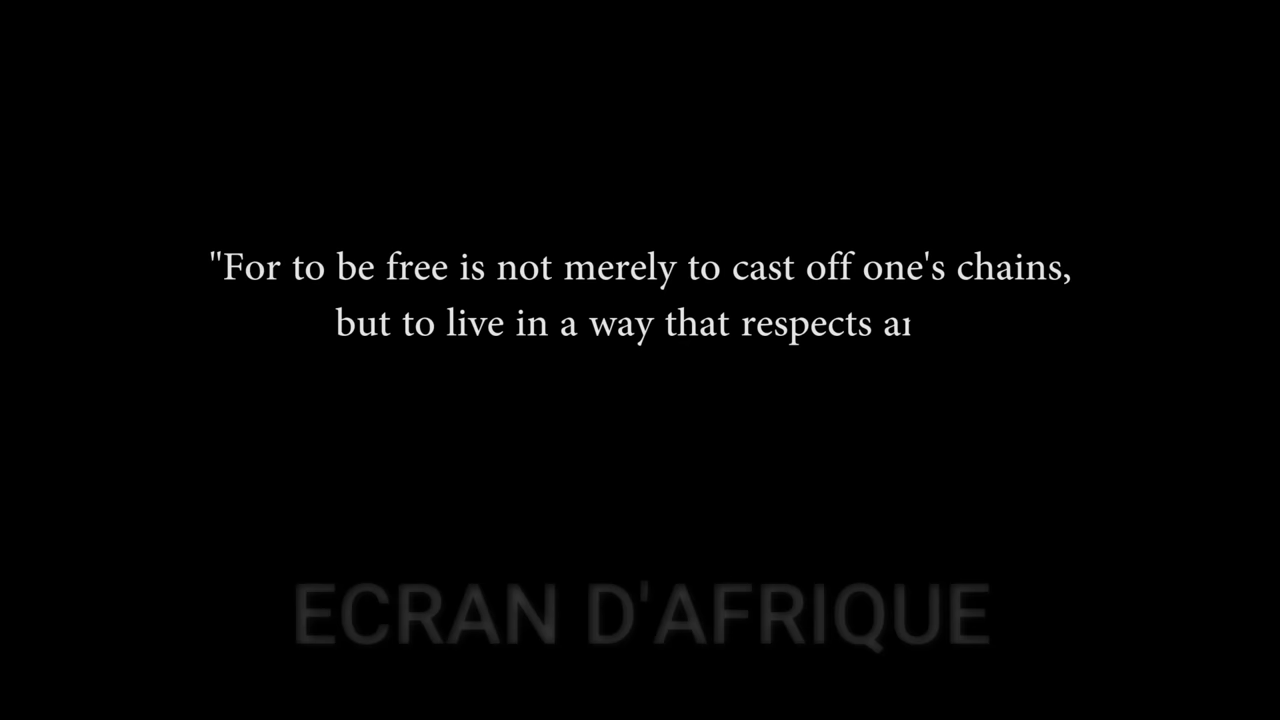 "For to be free is not merely to cast off one's chains,
but to live in a way that respects
ECRAN D'AFRIQUE